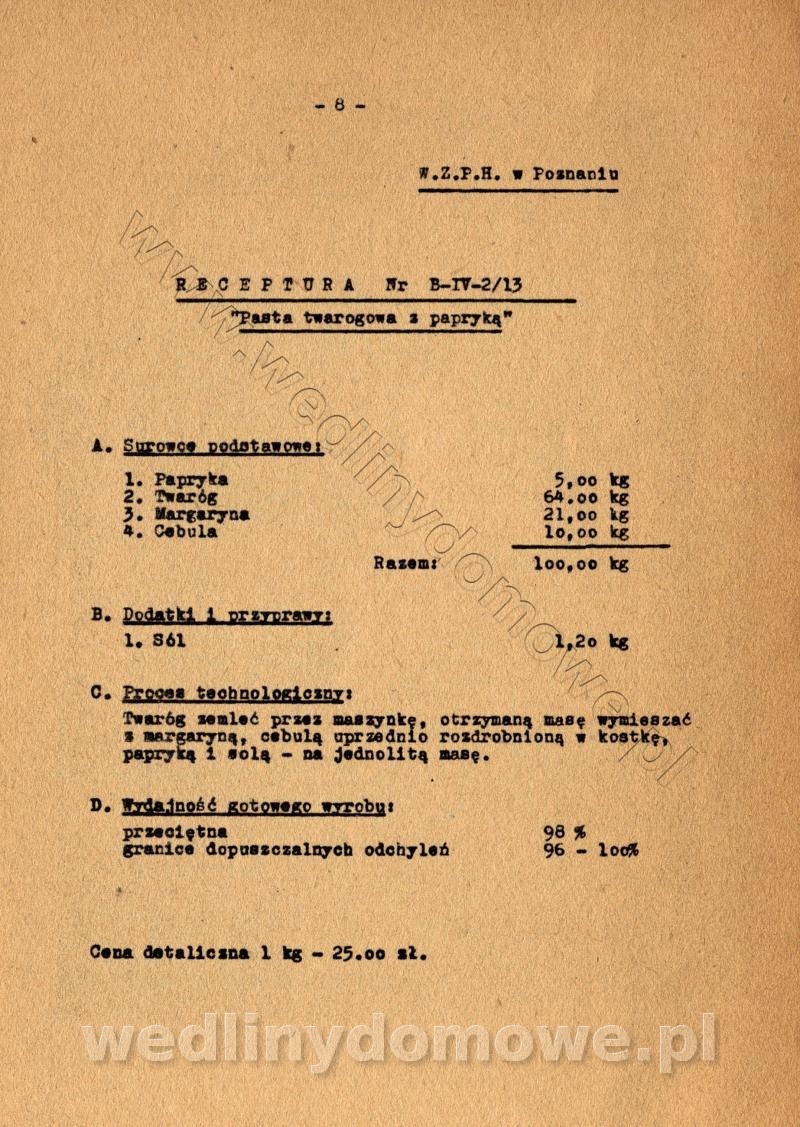 - 8 -
W.Z.P.H. w Poznaniu
RECEPTURA Nr B-IV-2/13
"Pasta twarogowa z papryką"
A. Surowce podstawowe:
1. Papryka 5,00 kg
2. Twaróg 64.00 kg
3. Margaryna 21,00 kg
4. Cebula 10,00 kg
Razem: 100,00 kg
B. Dodatki i przyprawy:
1. Sól 1,20 kg
C. Proces technologiczny:
Twaróg zemleć przez maszynkę, otrzymaną masę wymieszać
z margaryną, cebulą uprzednio rozdrobnioną w kostkę,
papryką i solą - na jednolitą masę.
D. Wydajność gotowego wyrobu:
przeciętna 98 %
granice dopuszczalnych odchyleń 96 - 100%
Cena detaliczna 1 kg - 25.00 zł.
www.wedlinydomowe.pl
wedlinydomowe.pl